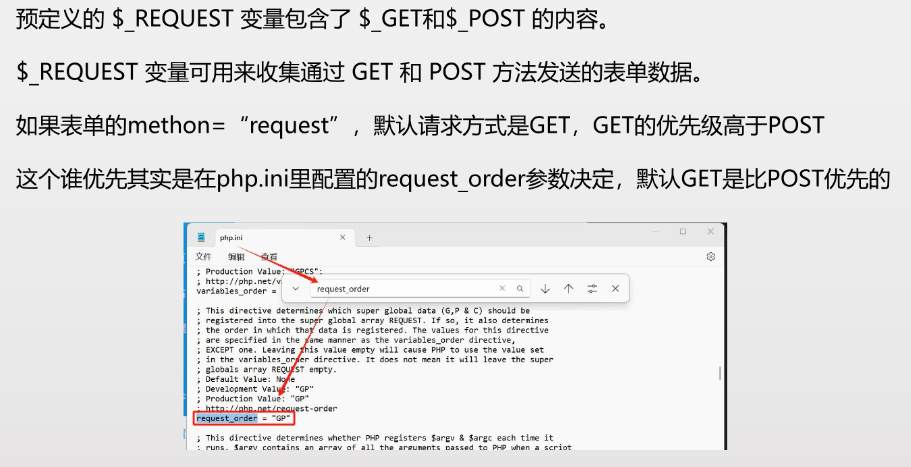 预定义的 $_REQUEST 变量包含了 $_GET和$_POST 的内容。
$_REQUEST 变量可用来收集通过 GET 和 POST 方法发送的表单数据。
如果表单的methon=“request”，默认请求方式是GET，GET的优先级高于POST
这个谁优先其实是在php.ini里配置的request_order参数决定，默认GET是比POST优先的
php.ini
文件 编辑 查看
; Production Value: "GPCS";
; http://php.net/v
variables_order =
request_order
; This directive determines which super global data (G,P & C) should be
; registered into the super global array REQUEST. If so, it also determines
; the order in which that data is registered. The values for this directive
; are specified in the same manner as the variables_order directive,
; EXCEPT one. Leaving this value empty will cause PHP to use the value set
; in the variables_order directive. It does not mean it will leave the super
; globals array REQUEST empty.
; Default Value: None
; Development Value: "GP"
; Production Value: "GP"
; http://php.net/request-order
request_order = "GP"
; This directive determines whether PHP registers $argv & $argc each time it
; runs. $argv contains an array of all the arguments passed to PHP when a script